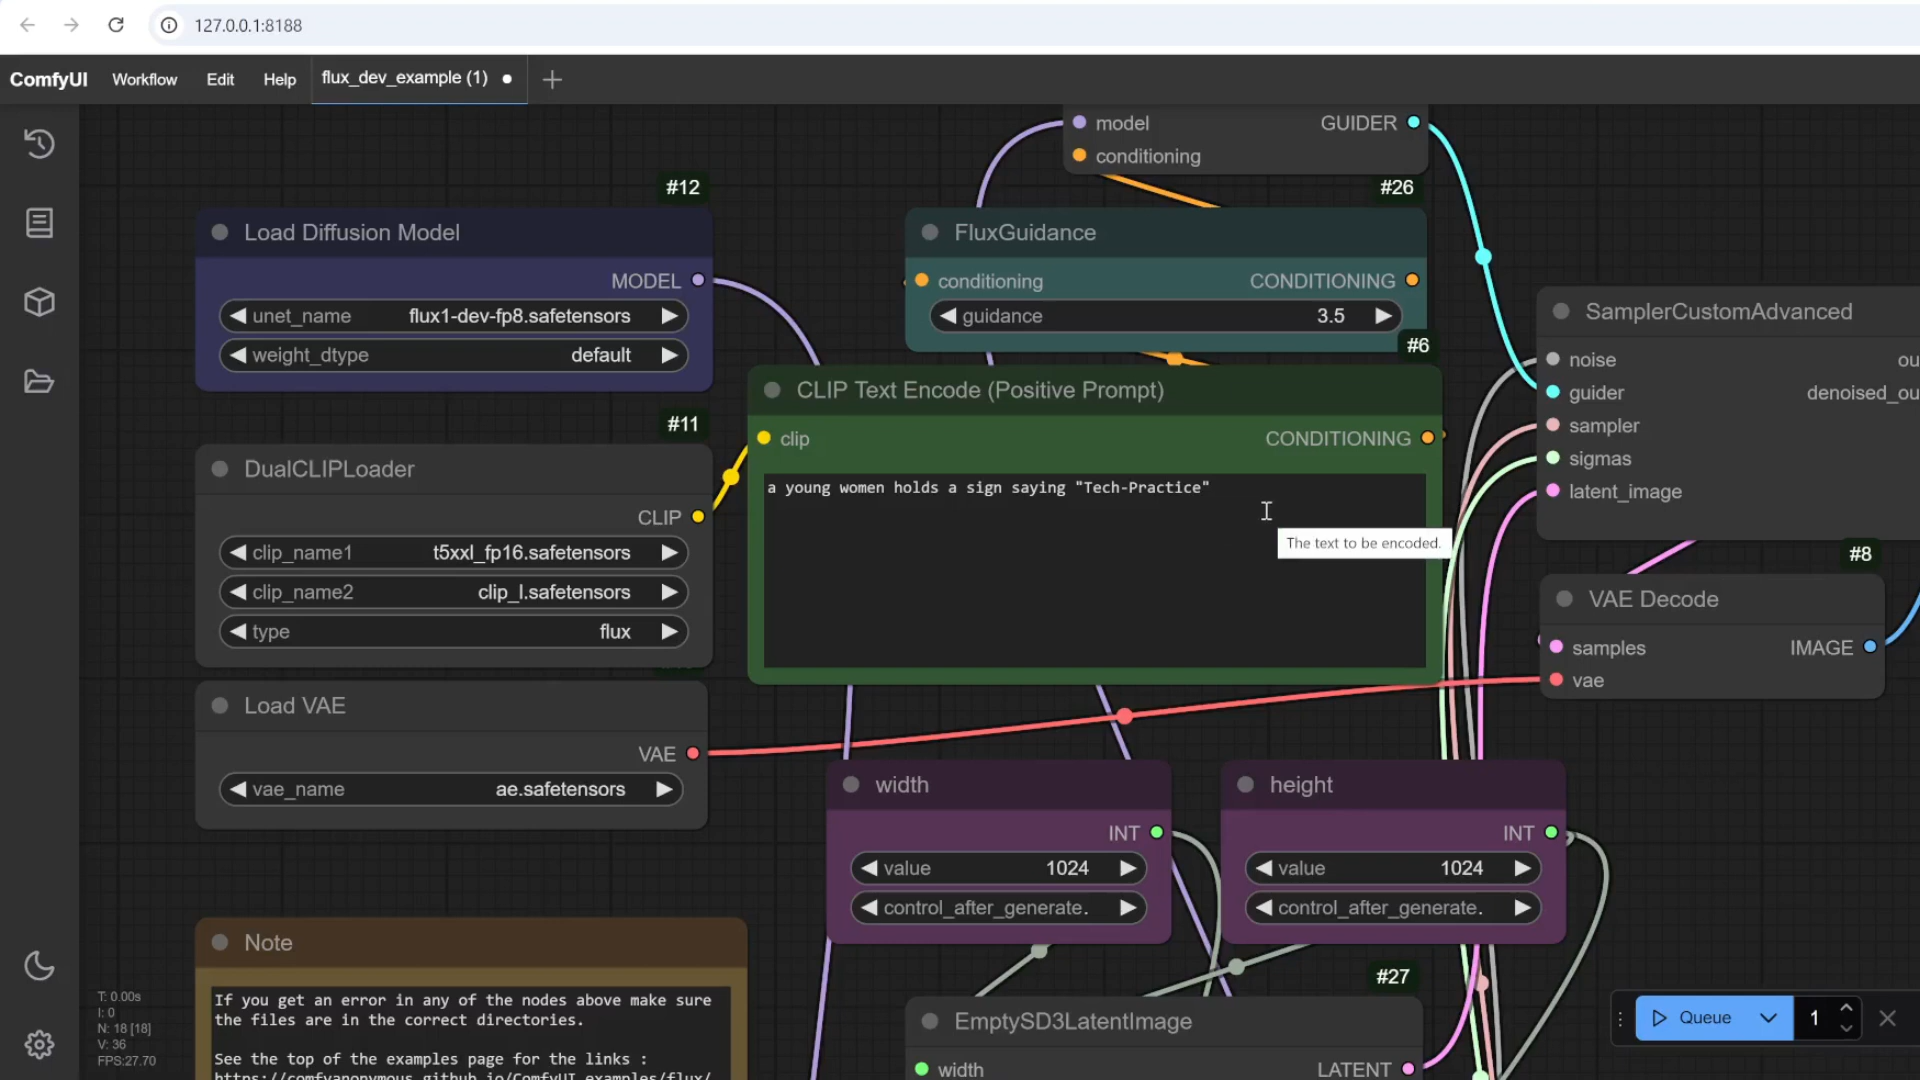 127.0.0.1:8188
ComfyUI Workflow Edit Help flux_dev_example (1)
model GUIDER
conditioning
#12
#26
Load Diffusion Model
MODEL
unet_name flux1-dev-fp8.safetensors
weight_dtype default
FluxGuidance
conditioning CONDITIONING
guidance 3.5
#6
CLIP Text Encode (Positive Prompt)
clip CONDITIONING
a young women holds a sign saying "Tech-Practice"
The text to be encoded.
#11
DualCLIPLoader
CLIP
clip_name1 t5xxl_fp16.safetensors
clip_name2 clip_l.safetensors
type flux
SamplerCustomAdvanced
noise ou
guider denoised_ou
sampler
sigmas
latent_image
#8
VAE Decode
samples IMAGE
vae
Load VAE
VAE
vae_name ae.safetensors
width
INT
value 1024
control_after_generate.
height
INT
value 1024
control_after_generate.
Note
If you get an error in any of the nodes above make sure
the files are in the correct directories.
See the top of the examples page for the links :
https://comfyanonymous.github.io/ComfyUI_examples/flux/
#27
EmptySD3LatentImage
width LATENT
T: 0.00s
I: 0
N: 18 [18]
V: 36
FPS:27.70
Queue 1